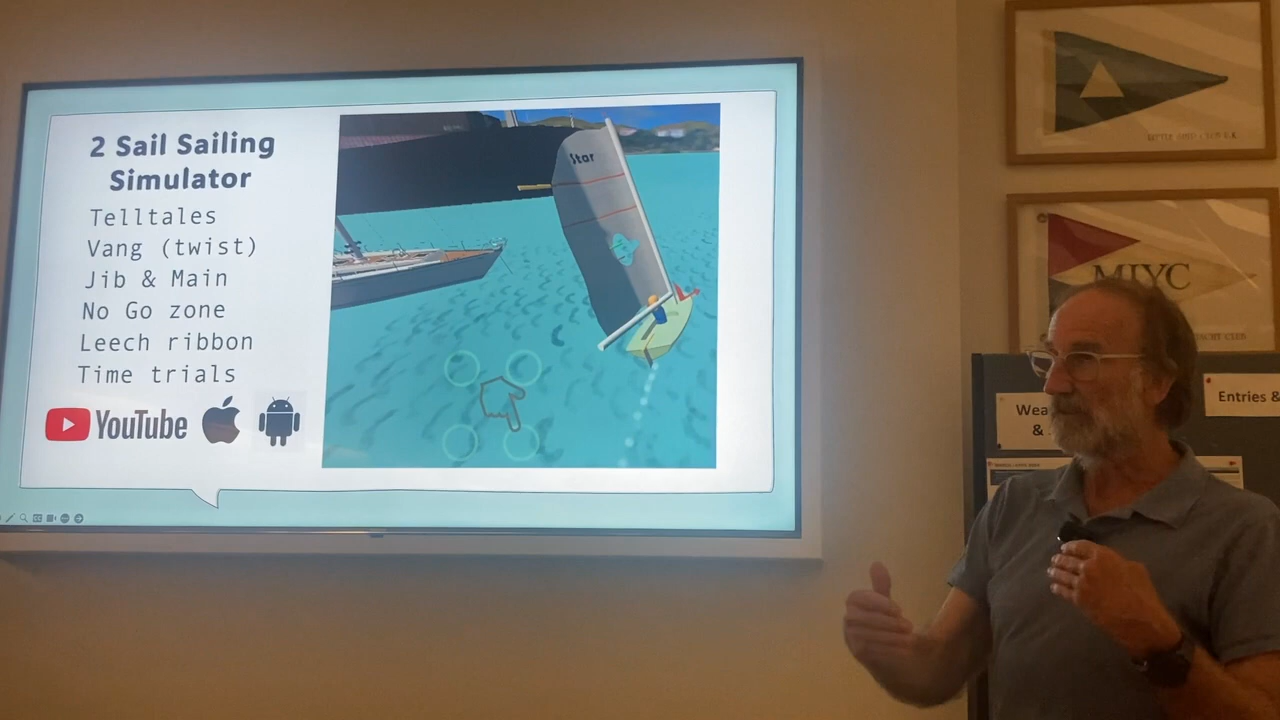 2 Sail Sailing
Simulator
Telltales
Vang (twist)
Jib & Main
No Go zone
Leech ribbon
Time trials
YouTube
Star
MIYC
Entries &
Wea
&